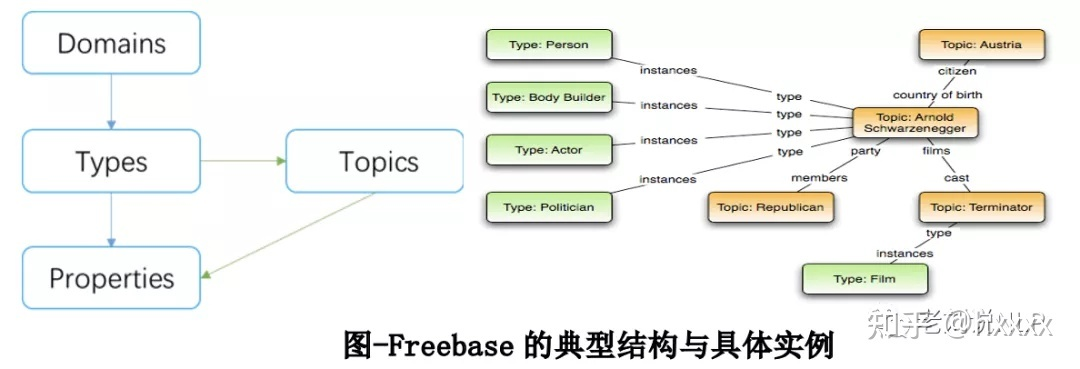 Domains
Types
Topics
Properties
Type: Person
Type: Body Builder
Type: Actor
Type: Politician
instances
instances
instances
instances
type
type
type
type
Topic: Austria
citizen
country of birth
Topic: Arnold
Schwarzenegger
party
films
members
cast
Topic: Republican
Topic: Terminator
type
instances
Type: Film
图-Freebase 的典型结构与具体实例